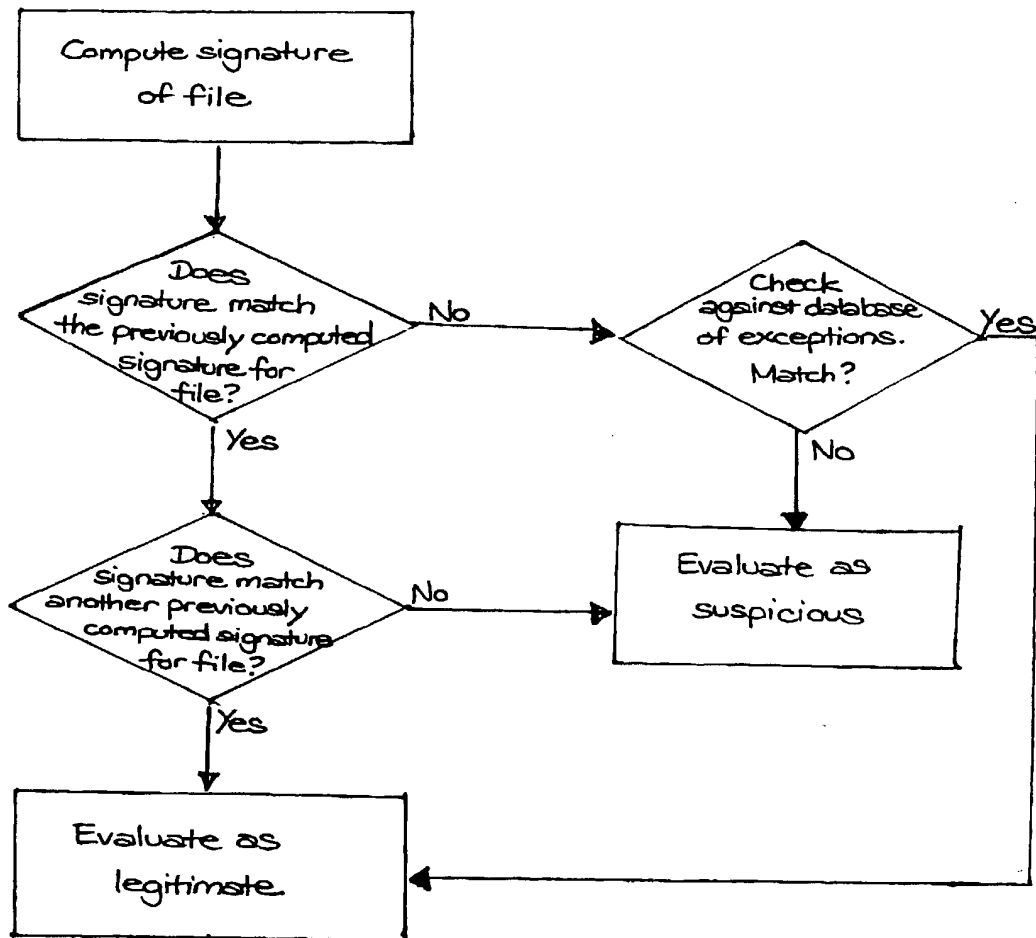 Compute signature
of file
Does
signature match
the previously computed
signature for
file?
No
Check
against database
of exceptions.
Match?
Yes
Yes
No
Does
signature match
another previously
computed signature
for file?
No
Evaluate as
suspicious
Yes
Evaluate as
legitimate.